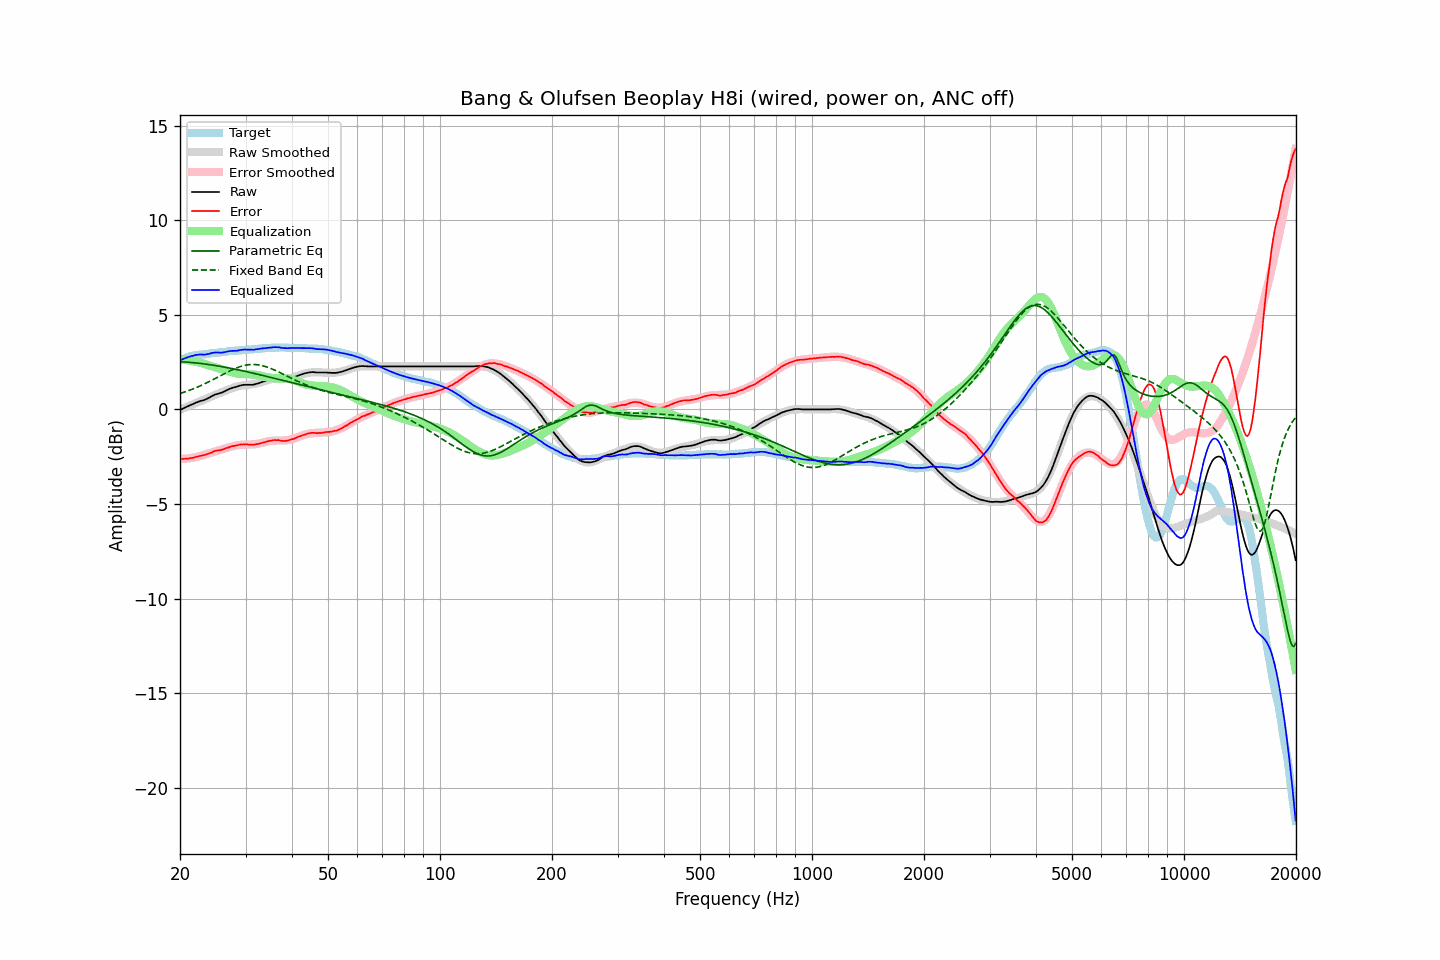 Bang & Olufsen Beoplay H8i (wired, power on, ANC off)
Target
Raw Smoothed
Error Smoothed
Raw
Error
Equalization
Parametric Eq
Fixed Band Eq
Equalized
Amplitude (dBr)
15
10
5
0
−5
−10
−15
−20
20
50
100
200
500
1000
2000
5000
10000
20000
Frequency (Hz)